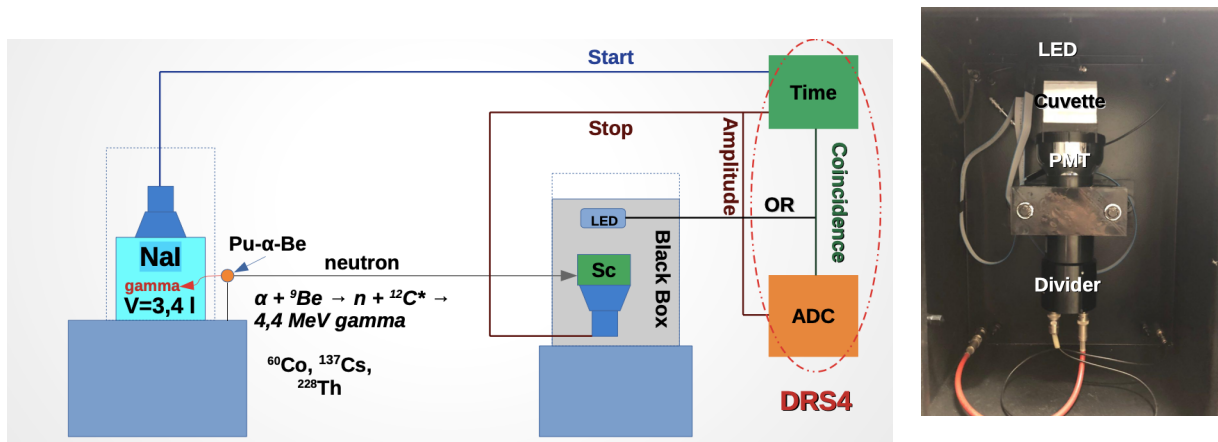 Start
Time
Stop
Amplitude
Coincidence
LED
OR
NaI
Pu-α-Be
gamma
V=3,4 l
neutron
Sc
Black Box
α + ⁹Be → n + ¹²C* →
4,4 MeV gamma
ADC
⁶⁰Co, ¹³⁷Cs,
²²⁸Th
DRS4
LED
Cuvette
PMT
Divider